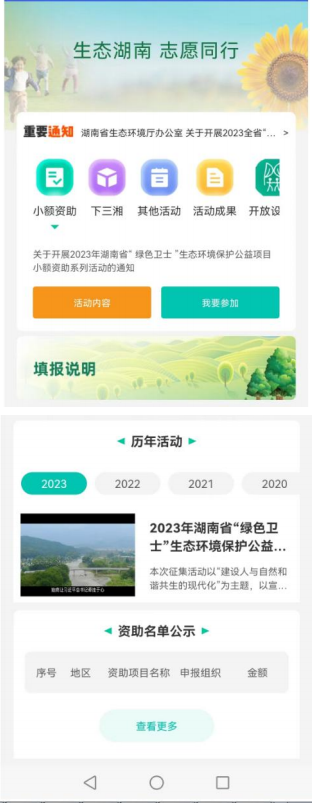 生态湖南 志愿同行
重要通知 湖南省生态环境厅办公室 关于开展2023全省“... >
小额资助 下三湘 其他活动 活动成果 开放设
关于开展2023年湖南省“ 绿色卫士 ”生态环境保护公益项目
小额资助系列活动的通知
活动内容 我要参加
填报说明
历年活动
2023 2022 2021 2020
2023年湖南省“绿色卫
士”生态环境保护公益...
本次征集活动以“建设人与自然和
谐共生的现代化”为主题，以宣...
资助名单公示
序号 地区 资助项目名称 申报组织 金额
查看更多